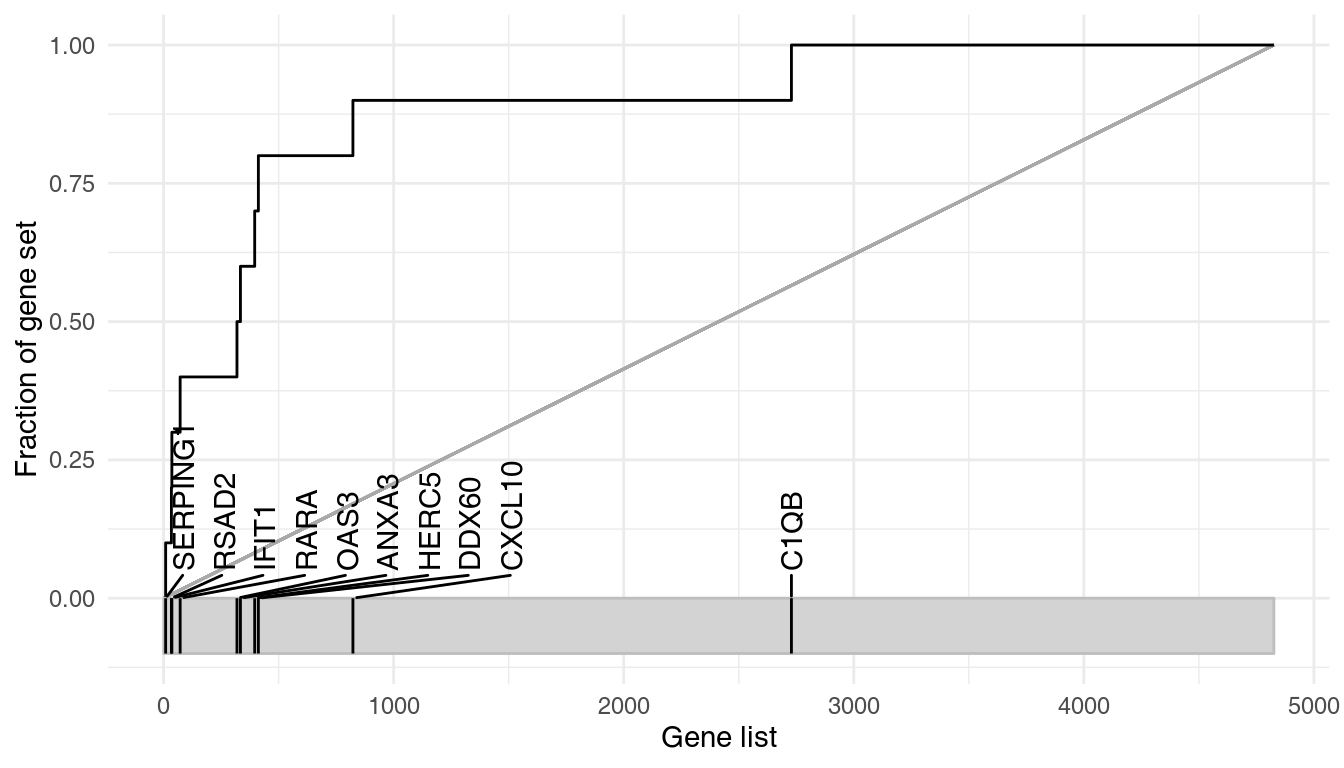 1.00
0.75
0.50
0.25
0.00
Fraction of gene set
SERPING1
RSAD2
IFIT1
RARA
OAS3
ANXA3
HERC5
DDX60
CXCL10
C1QB
0 1000 2000 3000 4000 5000
Gene list